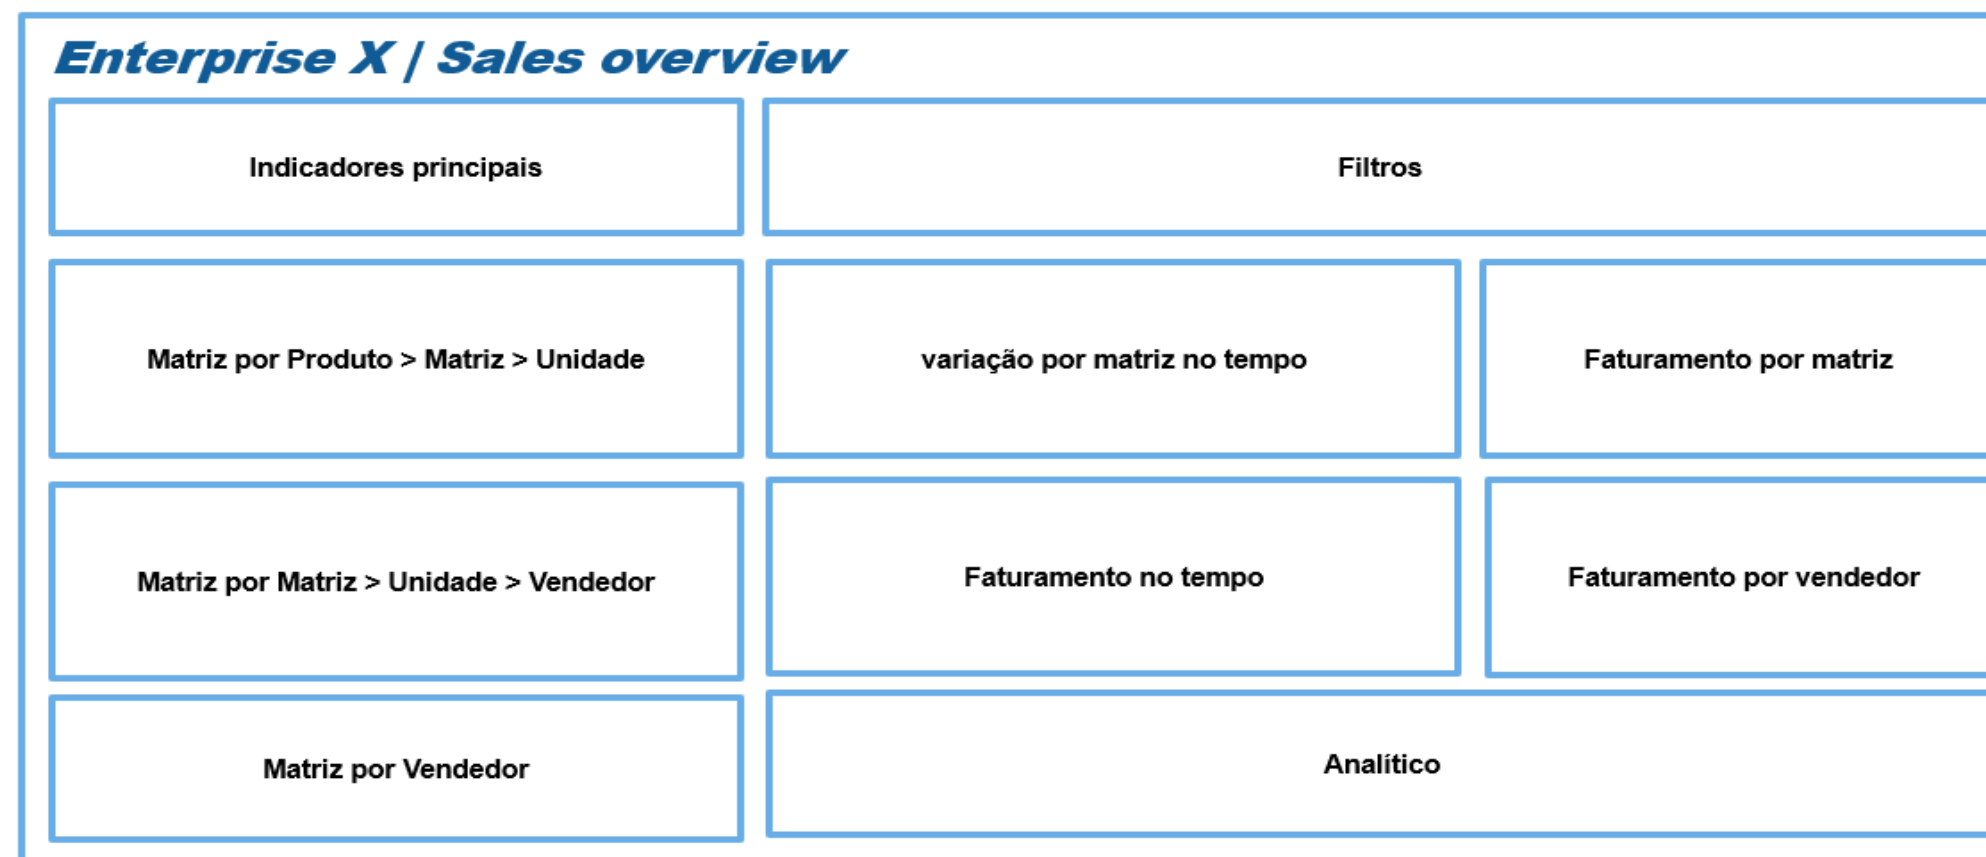 Enterprise X | Sales overview
Indicadores principais
Filtros
Matriz por Produto > Matriz > Unidade
variação por matriz no tempo
Faturamento por matriz
Matriz por Matriz > Unidade > Vendedor
Faturamento no tempo
Faturamento por vendedor
Matriz por Vendedor
Analítico